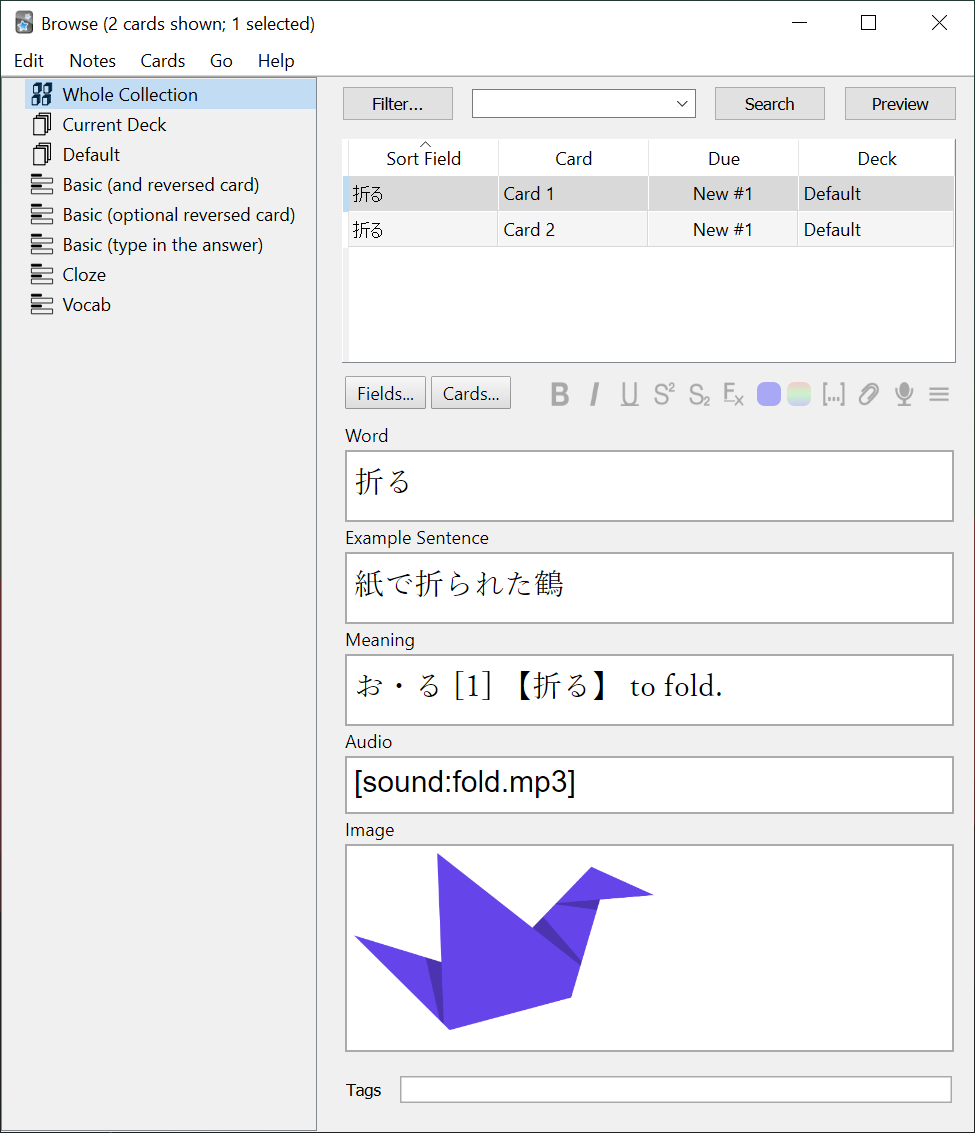 Browse (2 cards shown; 1 selected)
Edit Notes Cards Go Help
Whole Collection
Current Deck
Default
Basic (and reversed card)
Basic (optional reversed card)
Basic (type in the answer)
Cloze
Vocab
Filter... Search Preview
Sort Field Card Due Deck
折る Card 1 New #1 Default
折る Card 2 New #1 Default
Fields... Cards... B I U S² S₂ Ex [...]
Word
折る
Example Sentence
紙で折られた鶴
Meaning
お・る [1] 【折る】 to fold.
Audio
[sound:fold.mp3]
Image
Tags